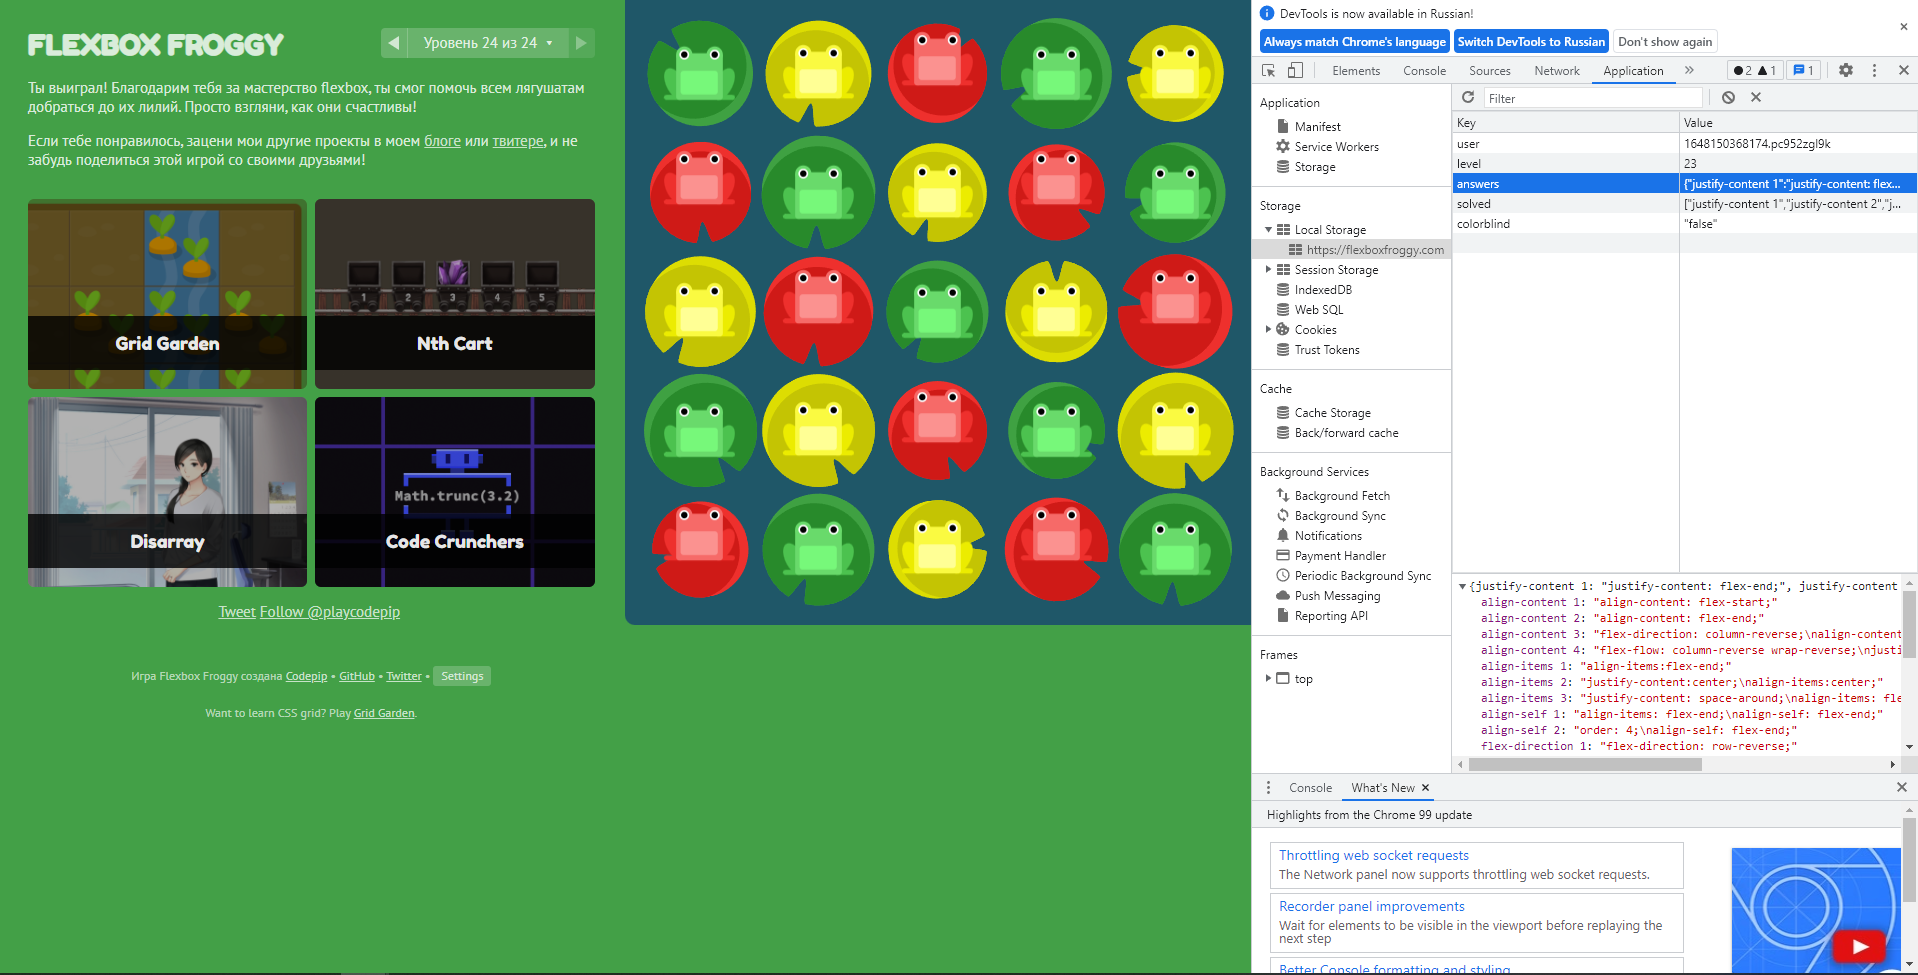 FLEXBOX FROGGY
Уровень 24 из 24
Ты выиграл! Благодарим тебя за мастерство flexbox, ты смог помочь всем лягушатам
добраться до их лилий. Просто взгляни, как они счастливы!
Если тебе понравилось, зацени мои другие проекты в моем блоге или твитере, и не
забудь поделиться этой игрой со своими друзьями!
1 2 3 4 5
Grid Garden
Nth Cart
Math.trunc(3.2)
Disarray
Code Crunchers
Tweet Follow @playcodepip
Игра Flexbox Froggy создана Codepip • GitHub • Twitter • Settings
Want to learn CSS grid? Play Grid Garden.
DevTools is now available in Russian!
Always match Chrome's language
Switch DevTools to Russian
Don't show again
Elements Console Sources Network Application » 2 1 1
Application
Manifest
Service Workers
Storage
Storage
Local Storage
https://flexboxfroggy.com
Session Storage
IndexedDB
Web SQL
Cookies
Trust Tokens
Cache
Cache Storage
Back/forward cache
Background Services
Background Fetch
Background Sync
Notifications
Payment Handler
Periodic Background Sync
Push Messaging
Reporting API
Frames
top
Filter
Key Value
user 1648150368174.pc952zgl9k
level 23
answers {"justify-content 1":"justify-content: flex...
solved ["justify-content 1","justify-content 2","j...
colorblind "false"
{justify-content 1: "justify-content: flex-end;", justify-content
align-content 1: "align-content: flex-start;"
align-content 2: "align-content: flex-end;"
align-content 3: "flex-direction: column-reverse;\nalign-content
align-content 4: "flex-flow: column-reverse wrap-reverse;\njusti
align-items 1: "align-items:flex-end;"
align-items 2: "justify-content:center;\nalign-items:center;"
align-items 3: "justify-content: space-around;\nalign-items: fle
align-self 1: "align-items: flex-end;\nalign-self: flex-end;"
align-self 2: "order: 4;\nalign-self: flex-end;"
flex-direction 1: "flex-direction: row-reverse;"
Console What's New
Highlights from the Chrome 99 update
Throttling web socket requests
The Network panel now supports throttling web socket requests.
Recorder panel improvements
Wait for elements to be visible in the viewport before replaying the
next step
Better Console formatting and styling